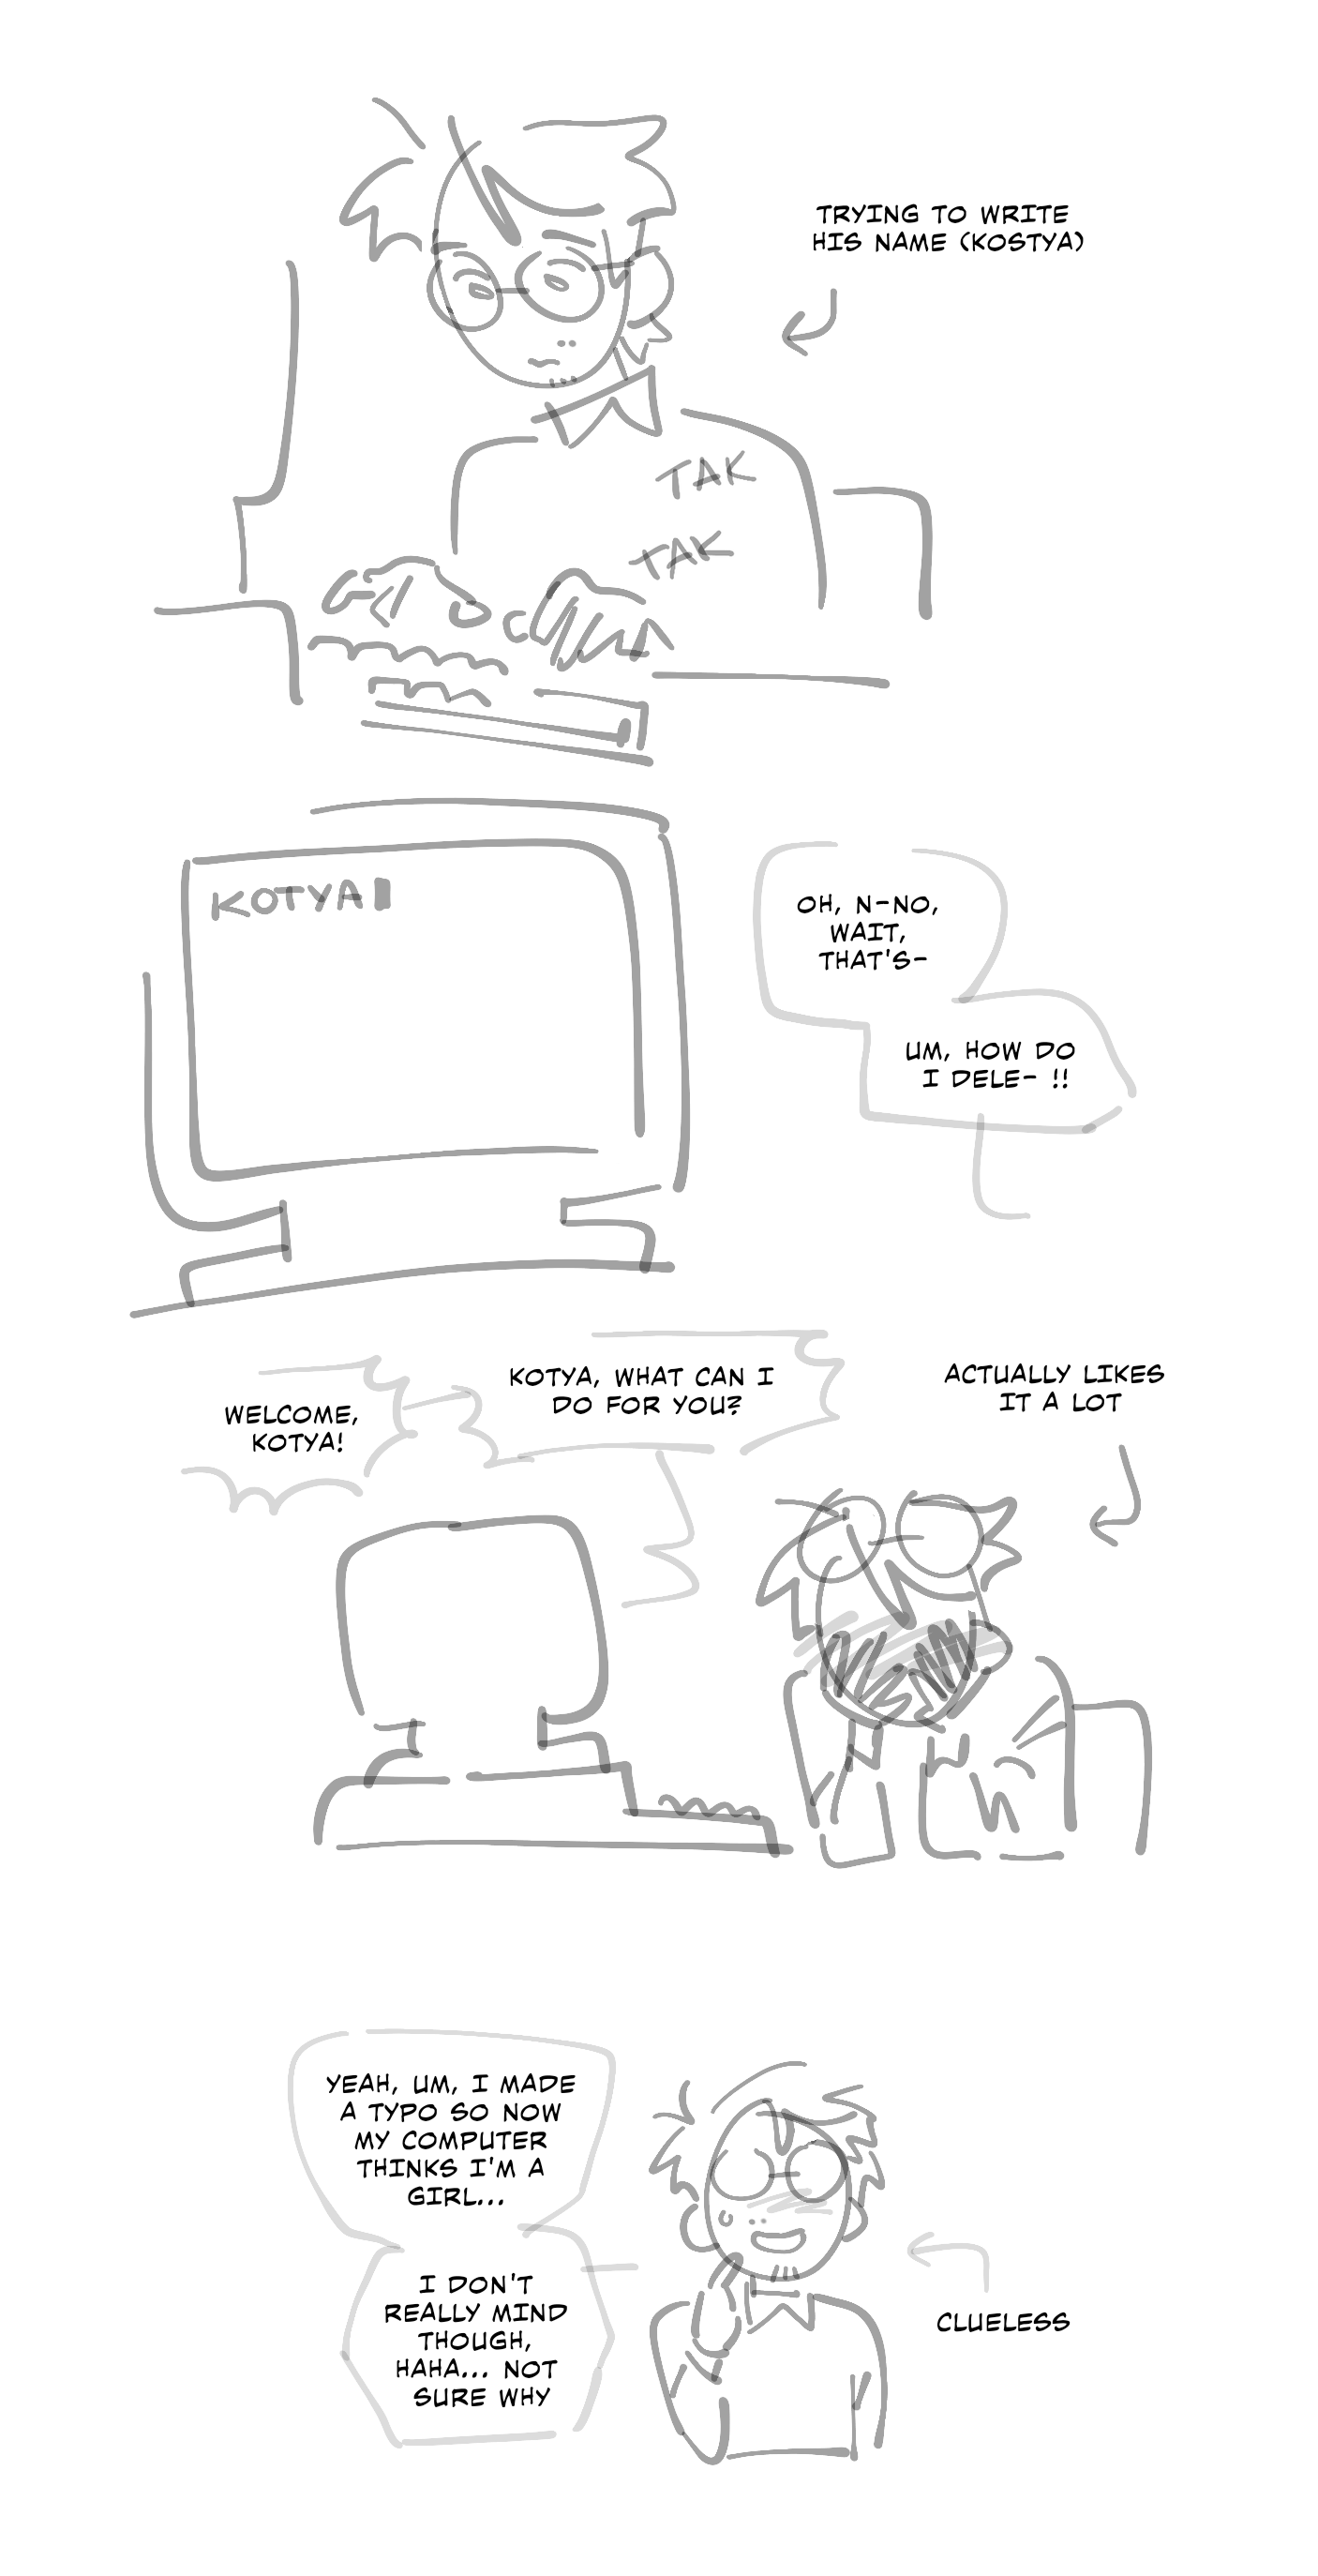 TRYING TO WRITE
HIS NAME (KOSTYA)
TAK
TAK
KOTYA
OH, N-NO,
WAIT,
THAT'S-
UM, HOW DO
I DELE- !!
WELCOME,
KOTYA!
KOTYA, WHAT CAN I
DO FOR YOU?
ACTUALLY LIKES
IT A LOT
YEAH, UM, I MADE
A TYPO SO NOW
MY COMPUTER
THINKS I'M A
GIRL...
I DON'T
REALLY MIND
THOUGH,
HAHA... NOT
SURE WHY
CLUELESS